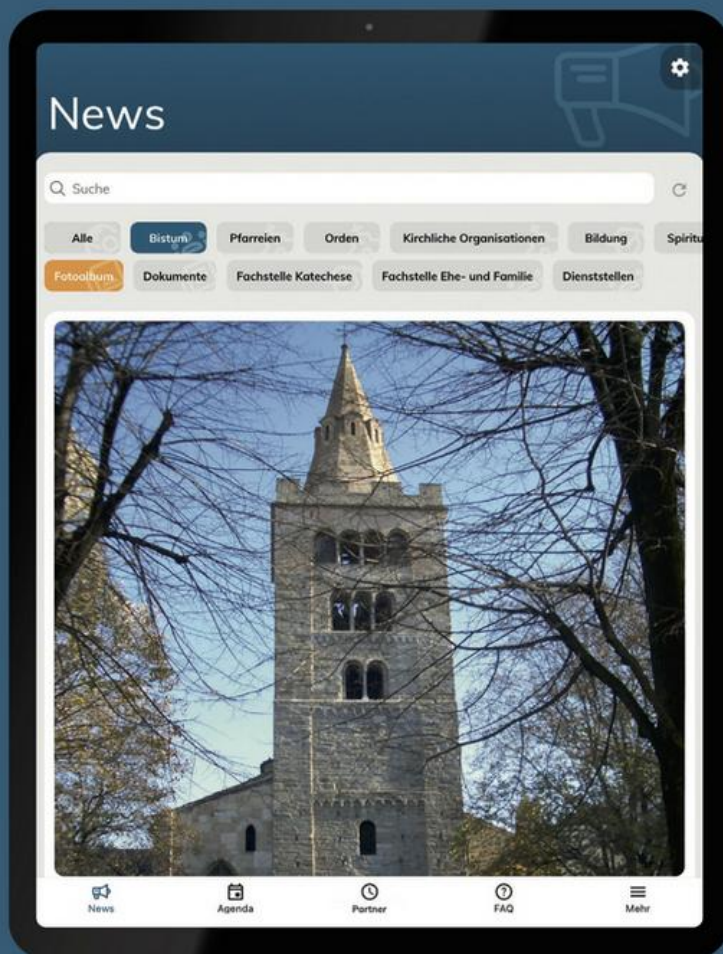 News
Suche
Alle Bistum Pfarreien Orden Kirchliche Organisationen Bildung Spiritu
Fotoalbum Dokumente Fachstelle Katechese Fachstelle Ehe- und Familie Dienststellen
News Agenda Partner FAQ Mehr